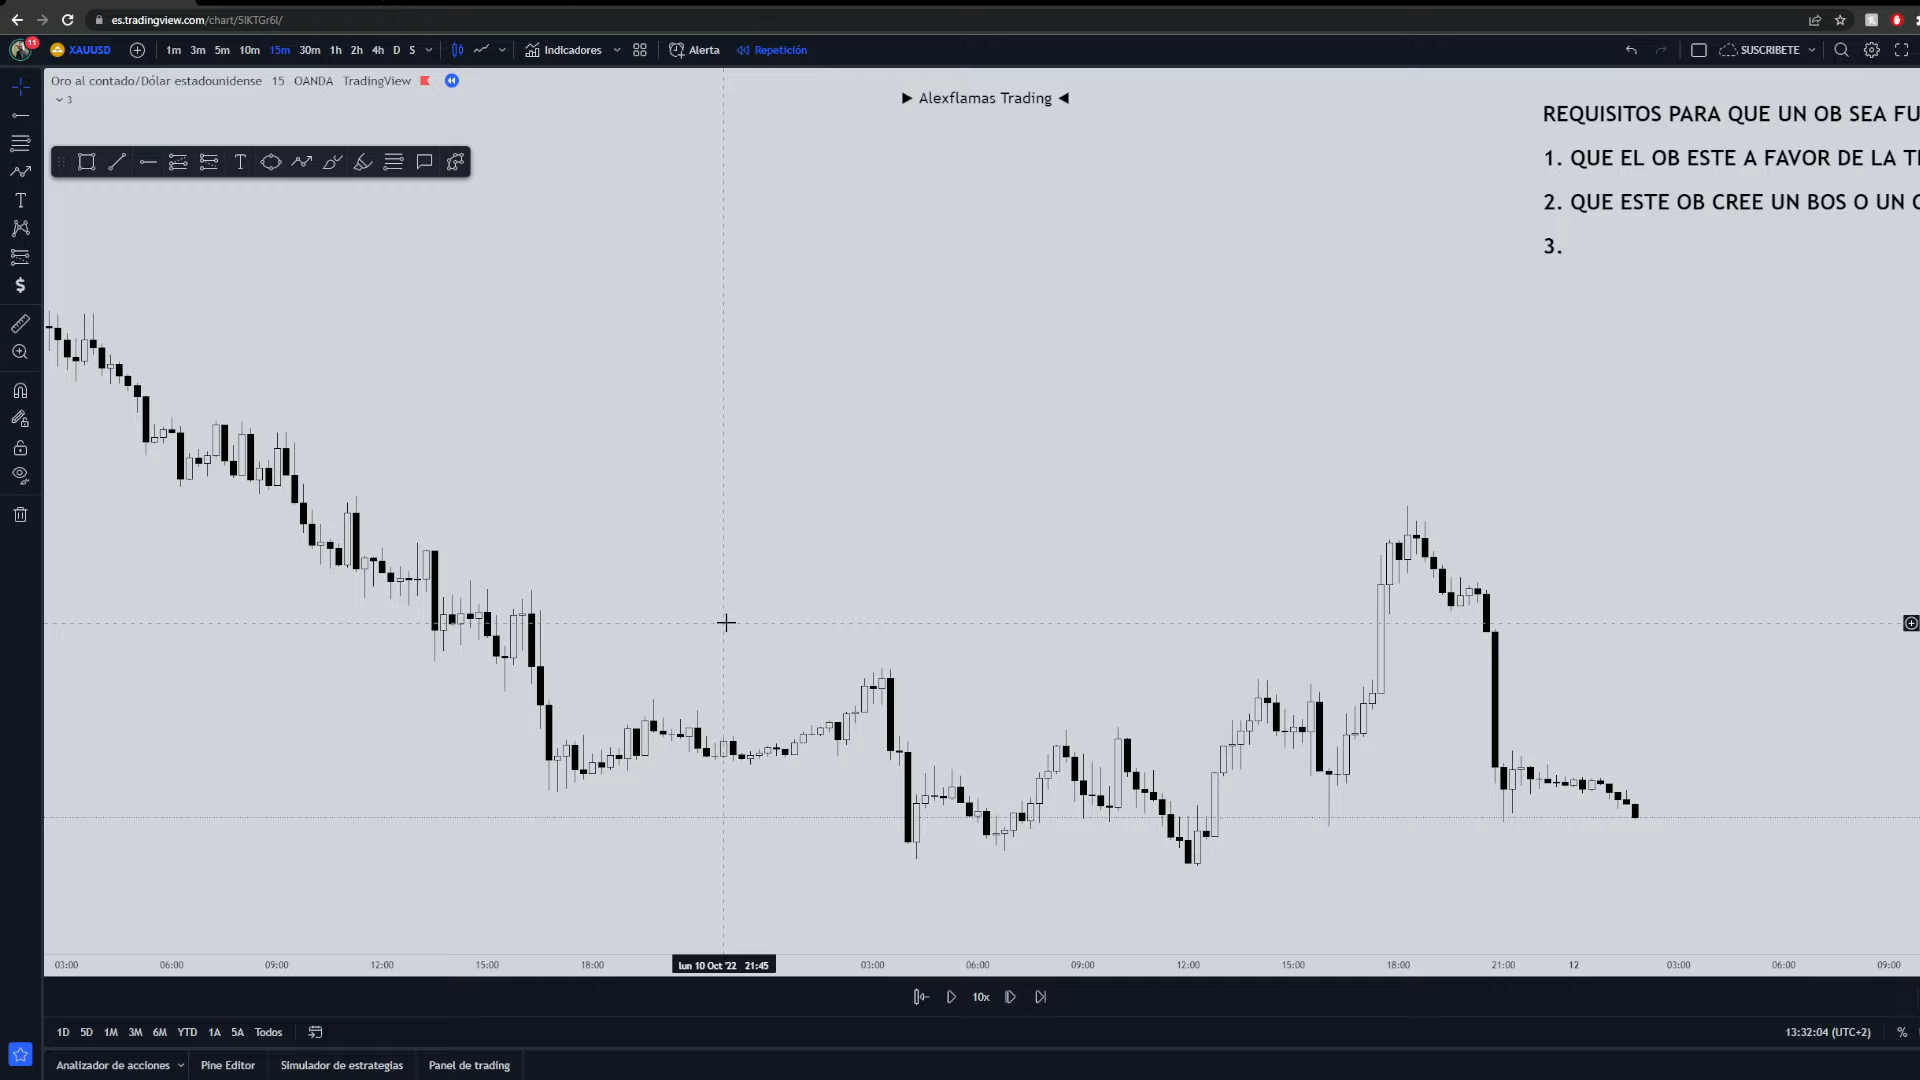 es.tradingview.com/chart/5IKTGr6I/
11 XAUUSD 1m 3m 5m 10m 15m 30m 1h 2h 4h D S Indicadores Alerta Repetición SUSCRIBETE
Oro al contado/Dólar estadounidense 15 OANDA TradingView
3
▶ Alexflamas Trading ◀
REQUISITOS PARA QUE UN OB SEA FU
1. QUE EL OB ESTE A FAVOR DE LA
2. QUE ESTE OB CREE UN BOS O UN
3.
03:00 06:00 09:00 12:00 15:00 18:00 lun 10 Oct '22 21:45 03:00 06:00 09:00 12:00 15:00 18:00 21:00 12 03:00 06:00 09:00
10x
1D 5D 1M 3M 6M YTD 1A 5A Todos 13:32:04 (UTC+2) %
Analizador de acciones Pine Editor Simulador de estrategias Panel de trading